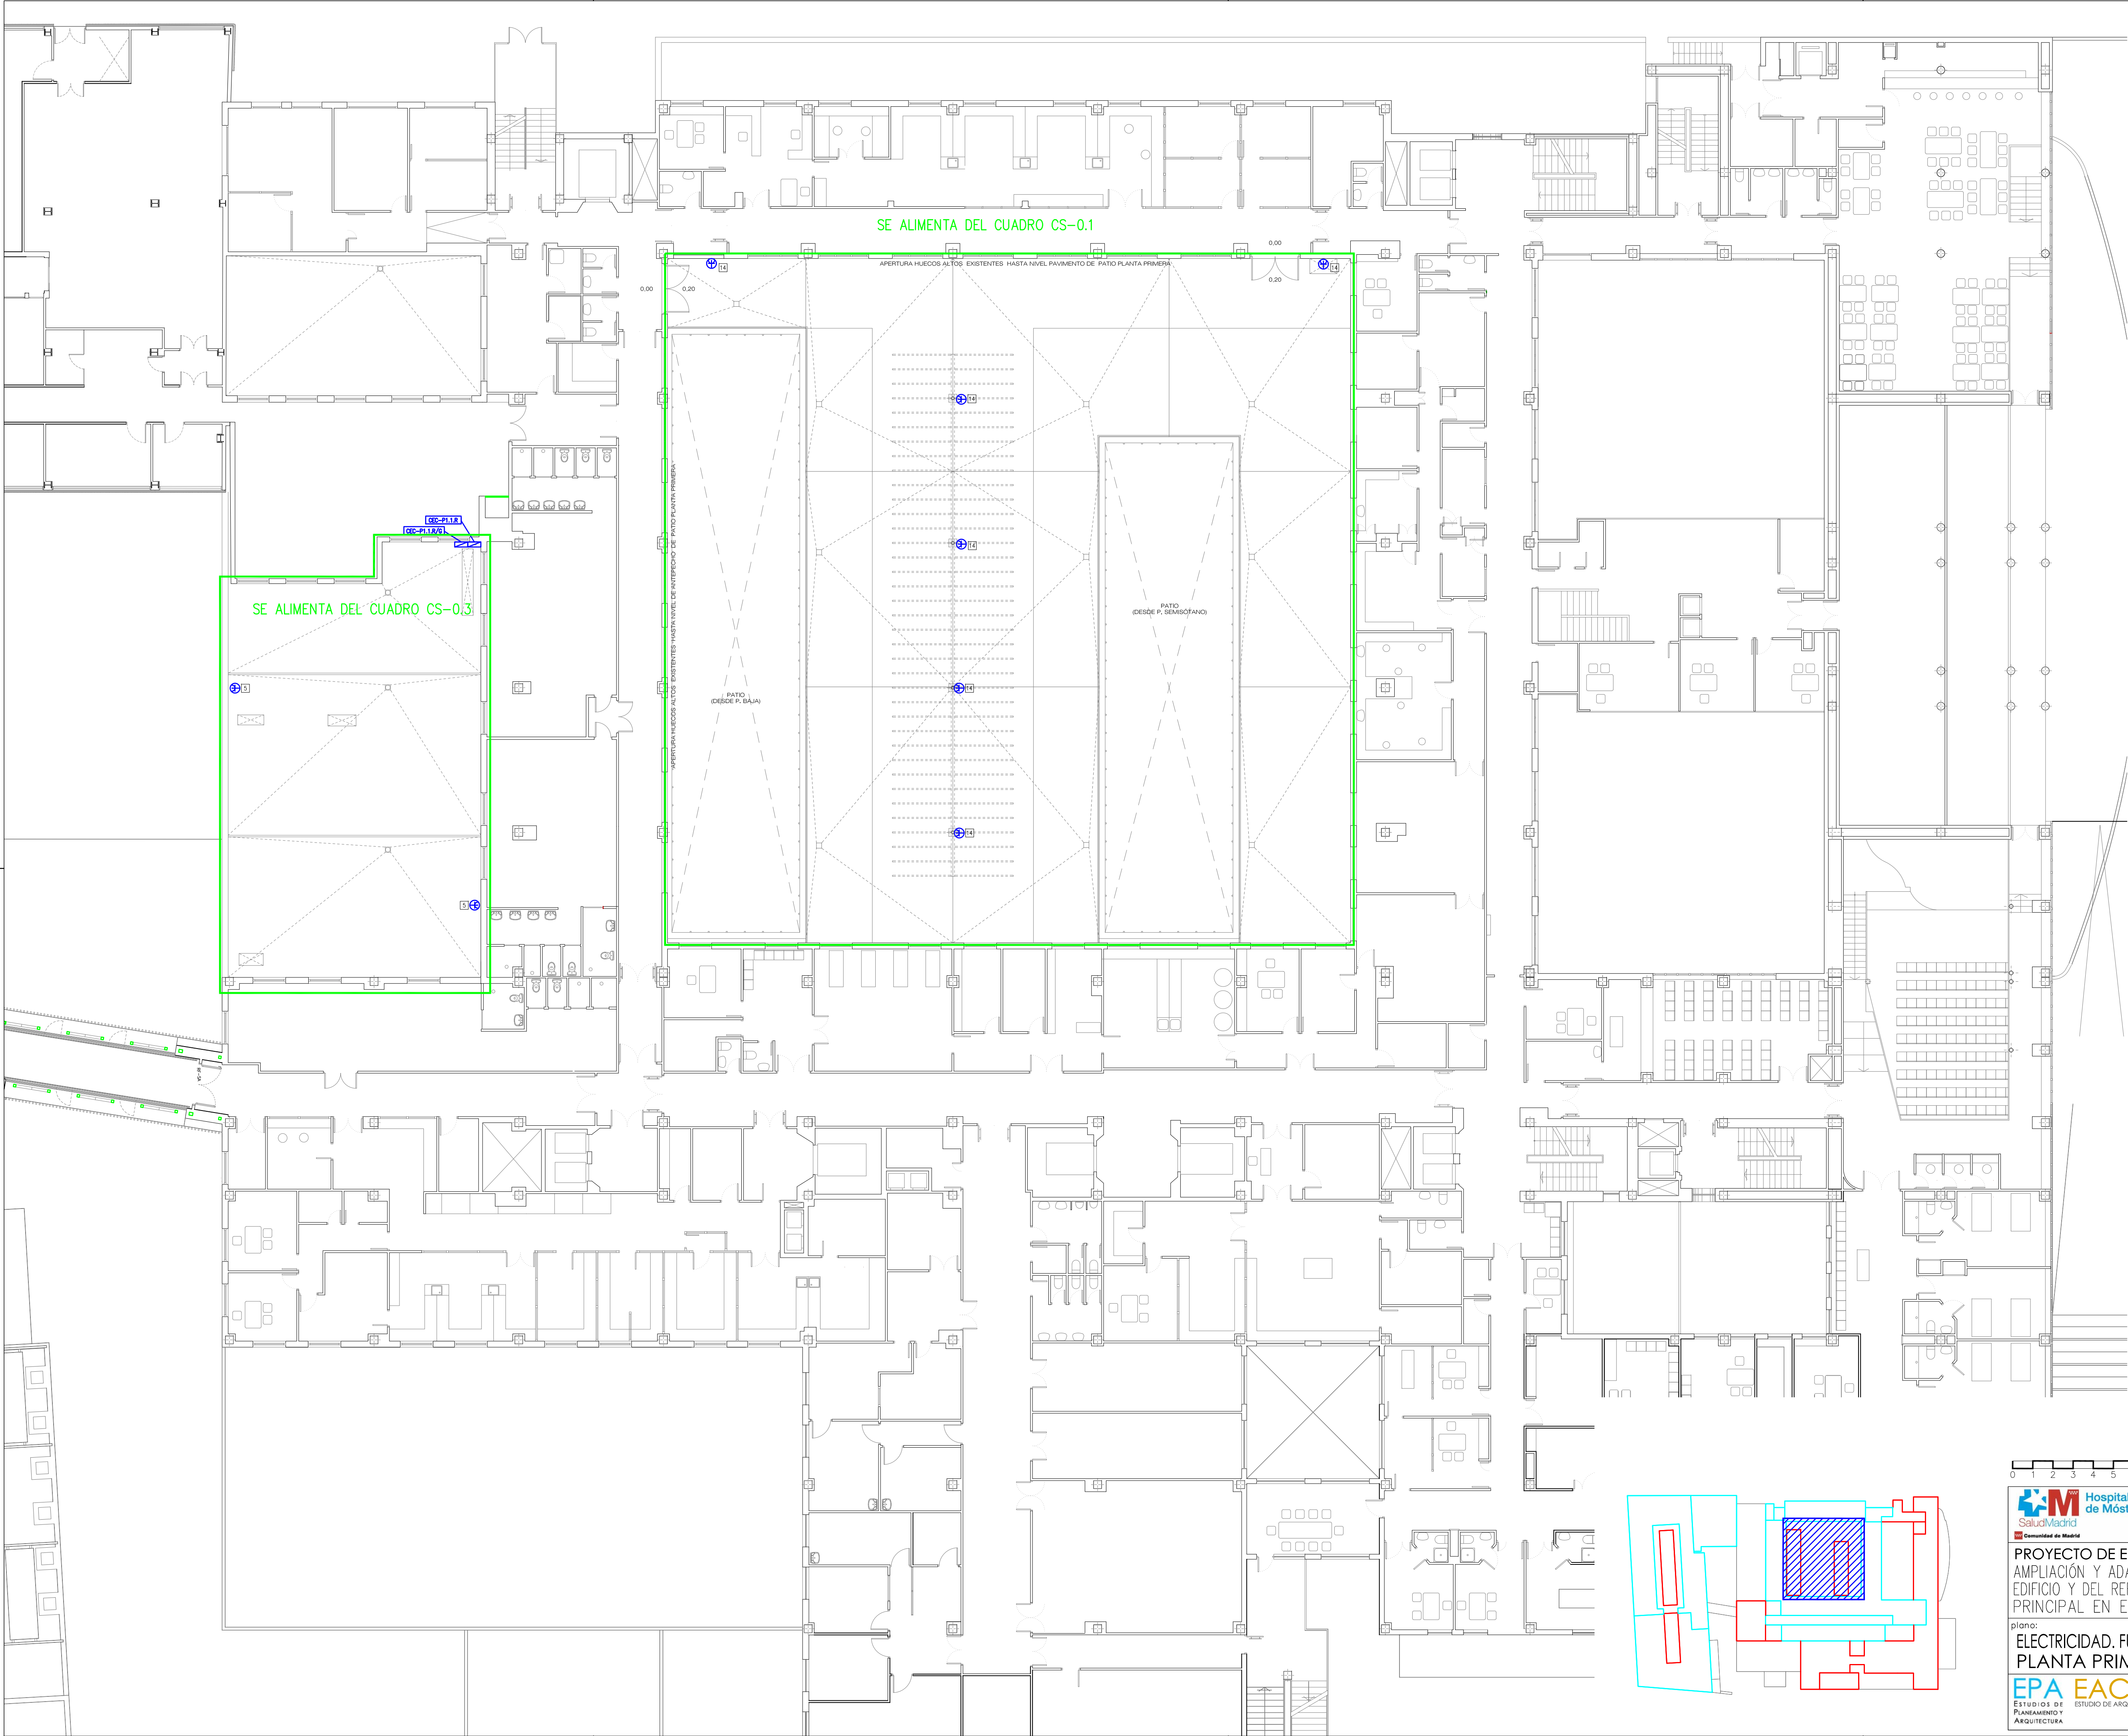 SE ALIMENTA DEL CUADRO CS-0.1
0,00
APERTURA HUECOS ALTOS EXISTENTES HASTA NIVEL PAVIMENTO DE PATIO PLANTA PRIMERA
14
14
0,00
0,20
0,20
14
APERTURA HUECOS ALTOS EXISTENTES HASTA NIVEL DE ANTEPECHO DE PATIO PLANTA PRIMERA
CEC-P1.1.R
CEC-P1.1.R/G
14
SE ALIMENTA DEL CUADRO CS-0.3
PATIO
(DESDE P. SEMISOTANO)
5
14
PATIO
(DESDE P. BAJA)
14
5
0 1 2 3 4 5
SaludMadrid
Comunidad de Madrid
Hospital
de Móst
PROYECTO DE E
AMPLIACIÓN Y ADA
EDIFICIO Y DEL RE
PRINCIPAL EN E
plano:
ELECTRICIDAD. FU
PLANTA PRIM
EPA EAC
ESTUDIOS DE
PLANEAMIENTO Y
ARQUITECTURA
ESTUDIO DE ARQ